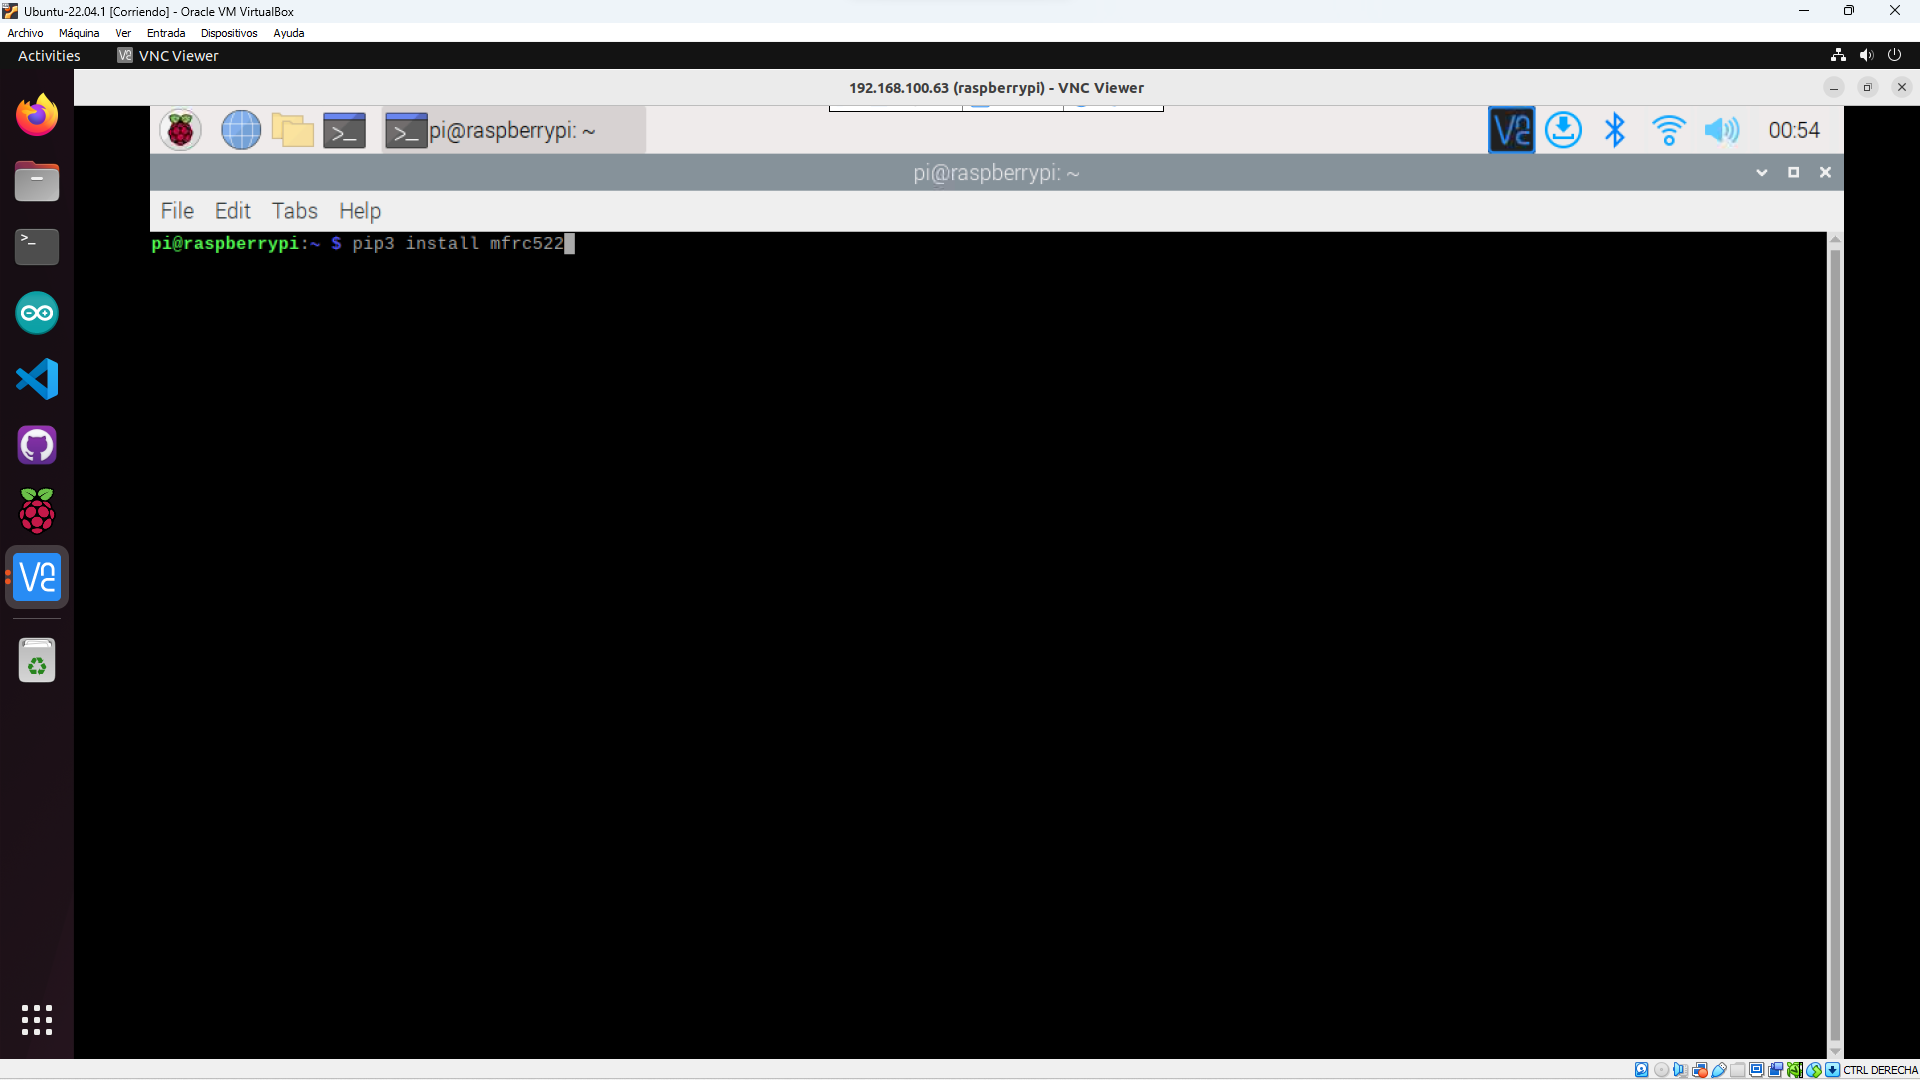 Ubuntu-22.04.1 [Corriendo] - Oracle VM VirtualBox
Archivo Máquina Ver Entrada Dispositivos Ayuda
Activities VNC Viewer
192.168.100.63 (raspberrypi) - VNC Viewer
pi@raspberrypi: ~ 00:54
pi@raspberrypi: ~
File Edit Tabs Help
pi@raspberrypi:~ $ pip3 install mfrc522
CTRL DERECHA